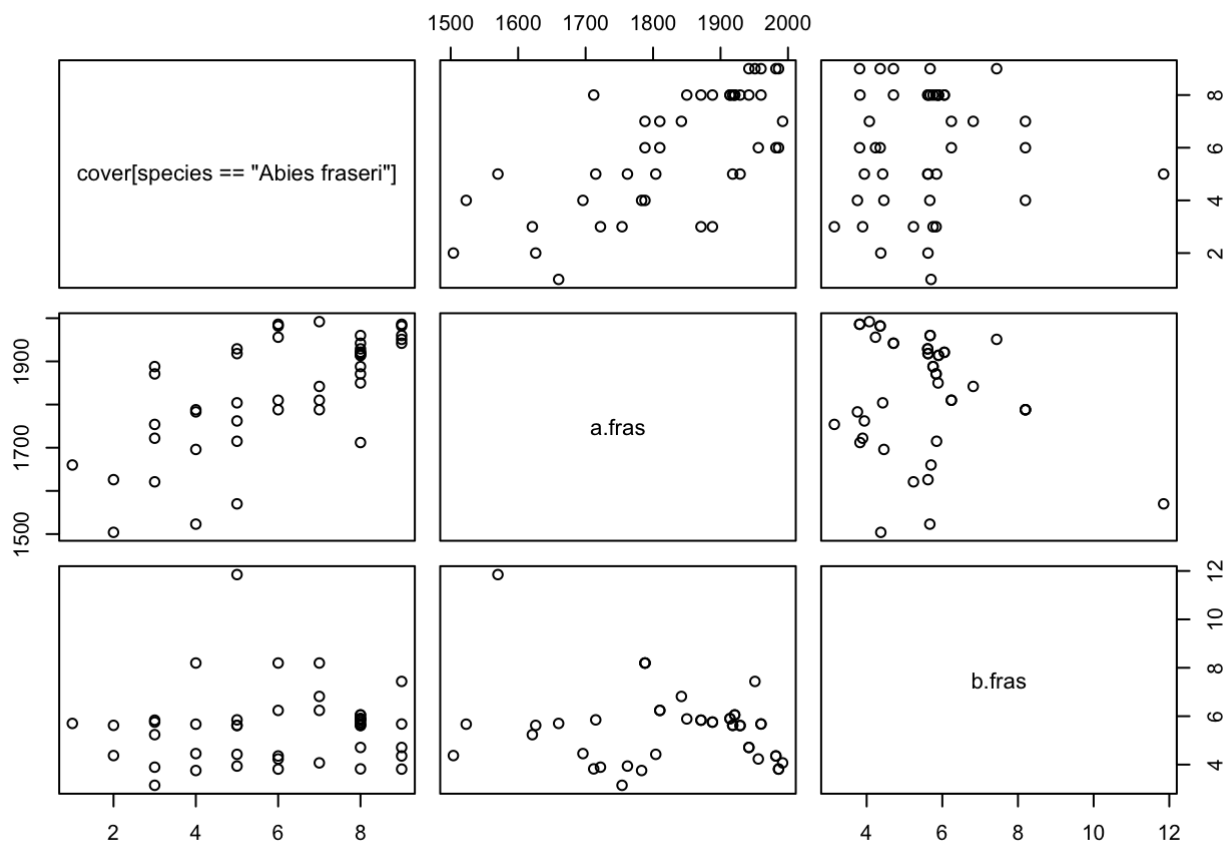 1500 1600 1700 1800 1900 2000
cover[species == "Abies fraseri"]
2 4 6 8
1500 1700 1900
a.fras
b.fras
4 6 8 10 12
2 4 6 8
4 6 8 10 12